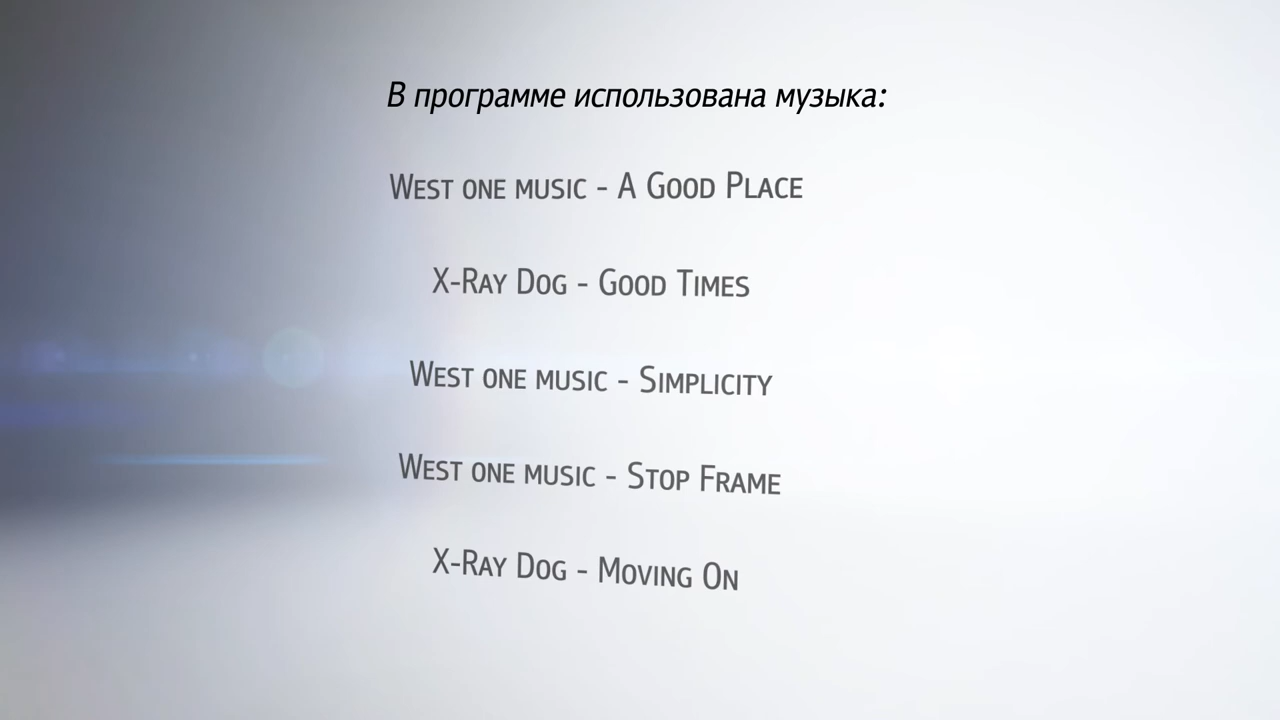 В программе использована музыка:
West one music - A Good Place
X-Ray Dog - Good Times
West one music - Simplicity
West one music - Stop Frame
X-Ray Dog - Moving On